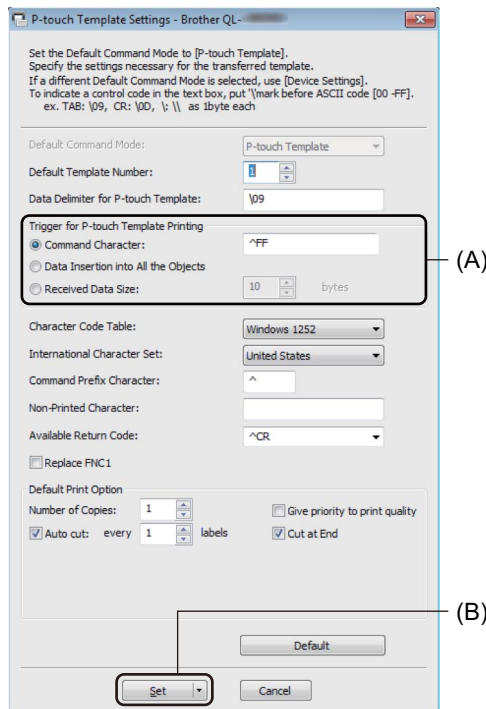 P-touch Template Settings - Brother QL-
Set the Default Command Mode to [P-touch Template].
Specify the settings necessary for the transferred template.
If a different Default Command Mode is selected, use [Device Settings].
To indicate a control code in the text box, put '\'mark before ASCII code [00 -FF].
ex. TAB: \09, CR: \0D, \: \\ as 1byte each
Default Command Mode: P-touch Template
Default Template Number: 1
Data Delimiter for P-touch Template: \09
Trigger for P-touch Template Printing
Command Character: ^FF
(A)
Data Insertion into All the Objects
Received Data Size: 10 bytes
Character Code Table: Windows 1252
International Character Set: United States
Command Prefix Character: ^
Non-Printed Character:
Available Return Code: ^CR
Replace FNC1
Default Print Option
Number of Copies: 1 Give priority to print quality
Auto cut: every 1 labels Cut at End
(B)
Default
Set Cancel